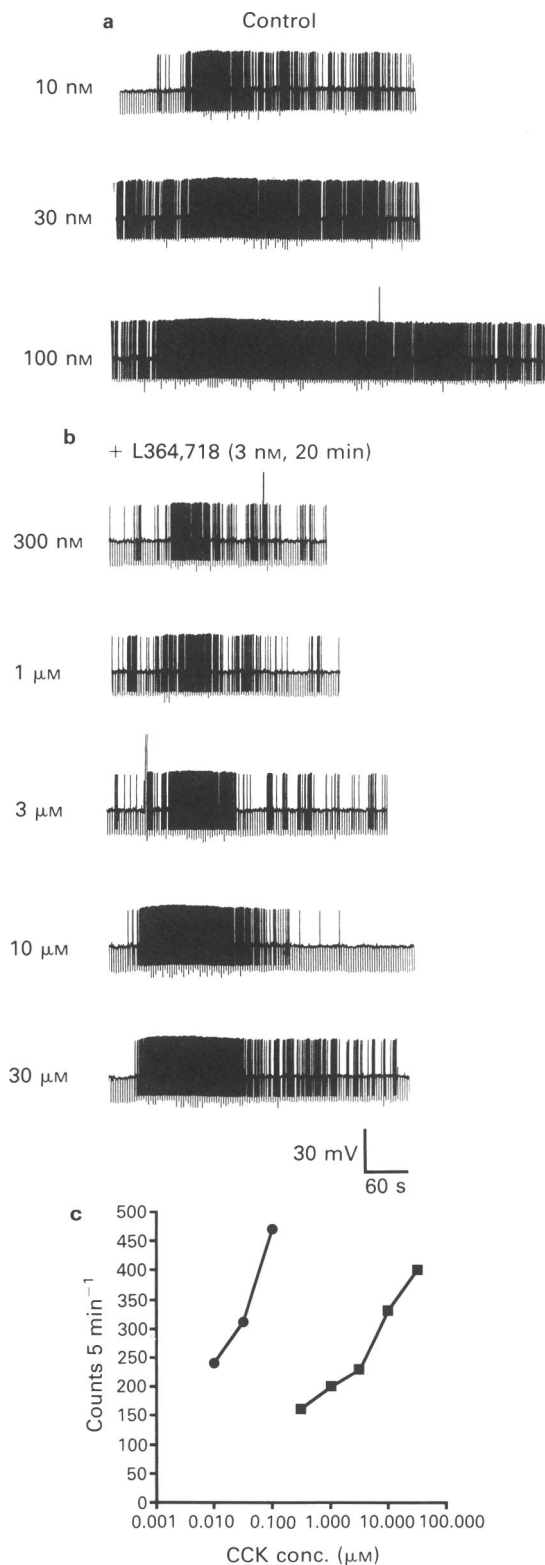 a
Control
10 nM
30 nM
100 nM
b
+ L364,718 (3 nM, 20 min)
300 nM
1 μM
3 μM
10 μM
30 μM
30 mV
60 s
c
500
450
400
350
300
250
200
150
100
50
0
Counts 5 min⁻¹
0.001 0.010 0.100 1.000 10.000 100.000
CCK conc. (μM)